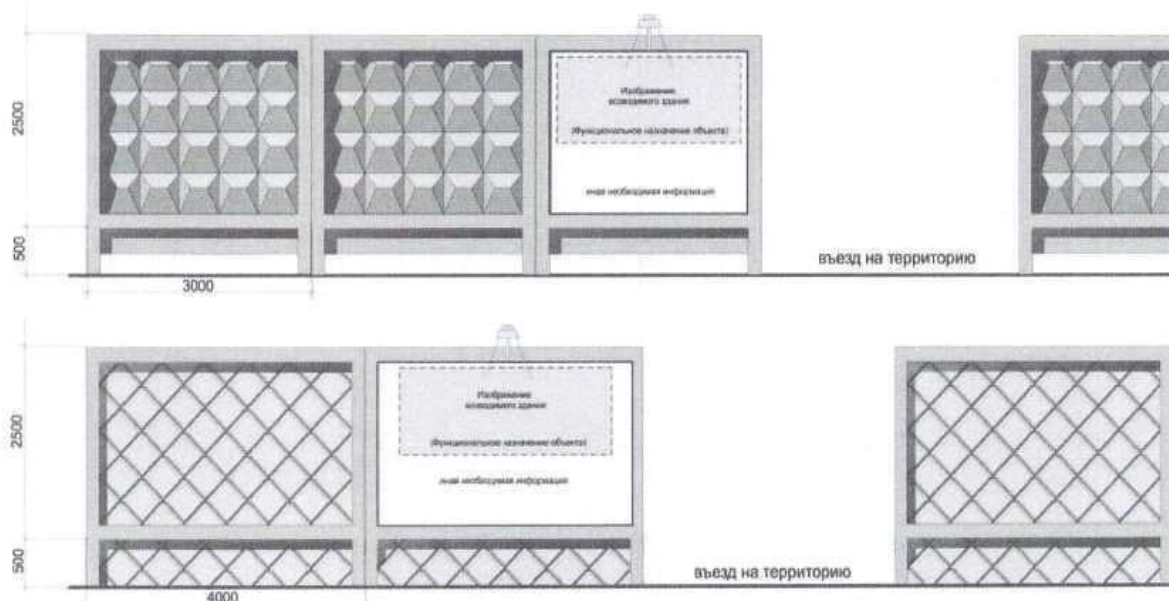 2500
Изображение
возводимого здания
(Функциональное назначение объекта)
иная необходимая информация
500
въезд на территорию
3000
2500
Изображение
возводимого здания
(Функциональное назначение объекта)
иная необходимая информация
500
въезд на территорию
4000